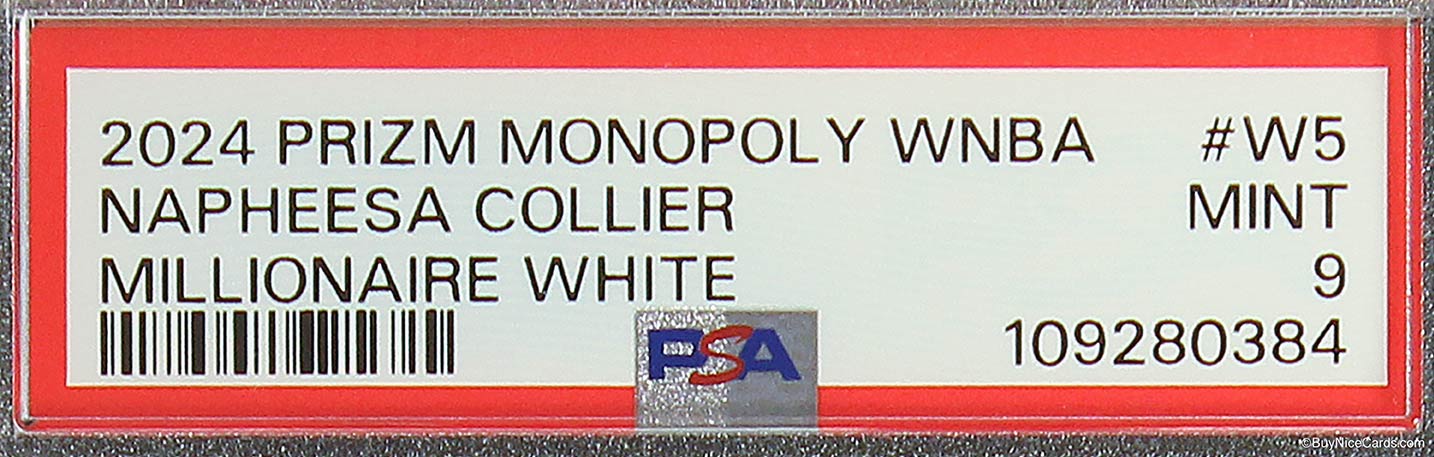 2024 PRIZM MONOPOLY WNBA #W5
NAPHEESA COLLIER MINT
MILLIONAIRE WHITE 9
PSA 109280384
©BuyNiceCards.com